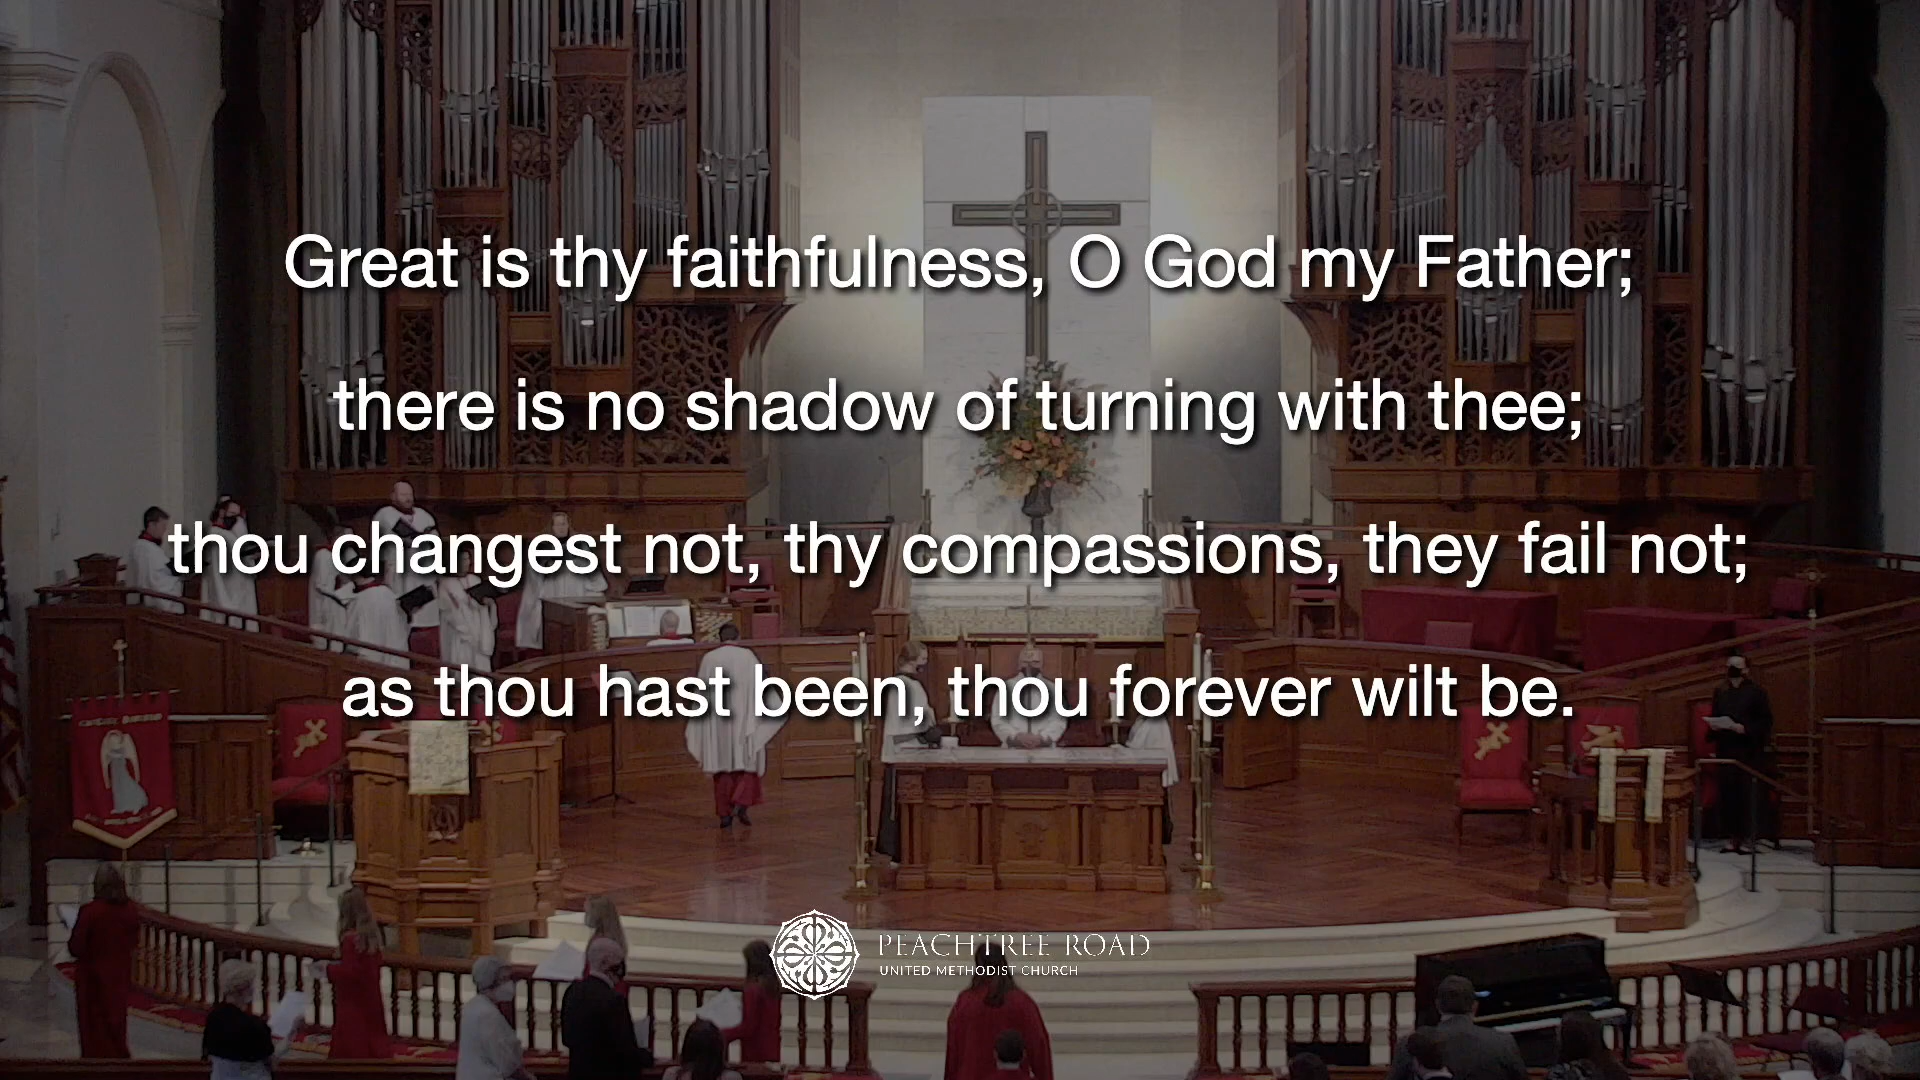 Great is thy faithfulness, O God my Father;
there is no shadow of turning with thee;
thou changest not, thy compassions, they fail not;
as thou hast been, thou forever wilt be.
PEACHTREE ROAD
UNITED METHODIST CHURCH